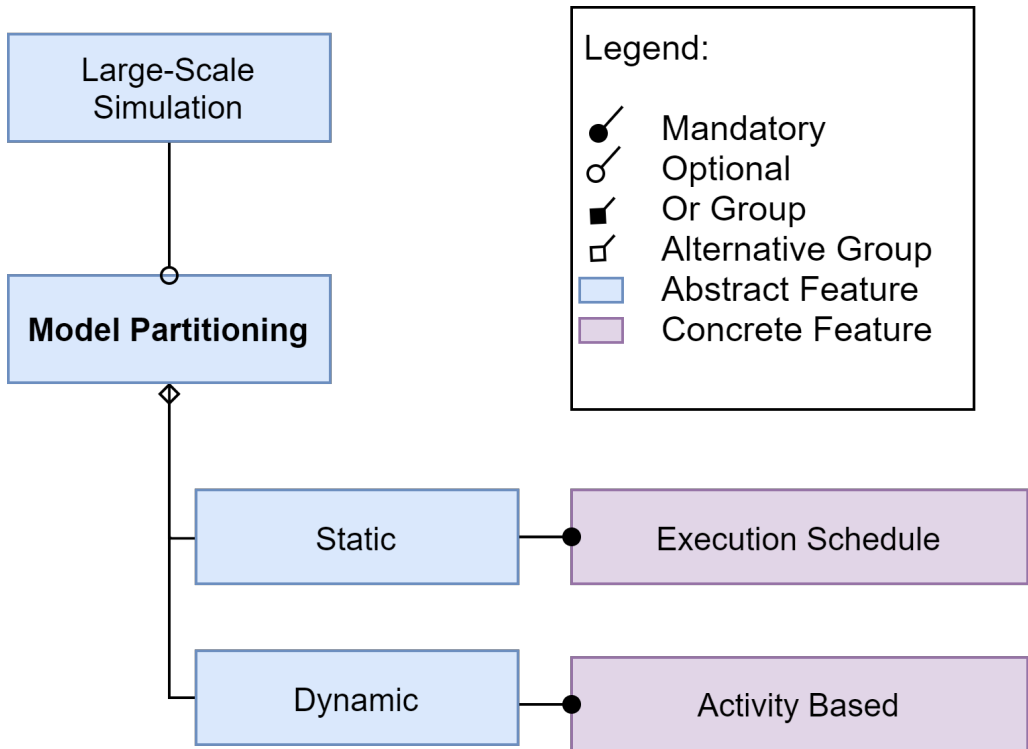 Large-Scale
Simulation
Model Partitioning
Static
Execution Schedule
Dynamic
Activity Based
Legend:
Mandatory
Optional
Or Group
Alternative Group
Abstract Feature
Concrete Feature